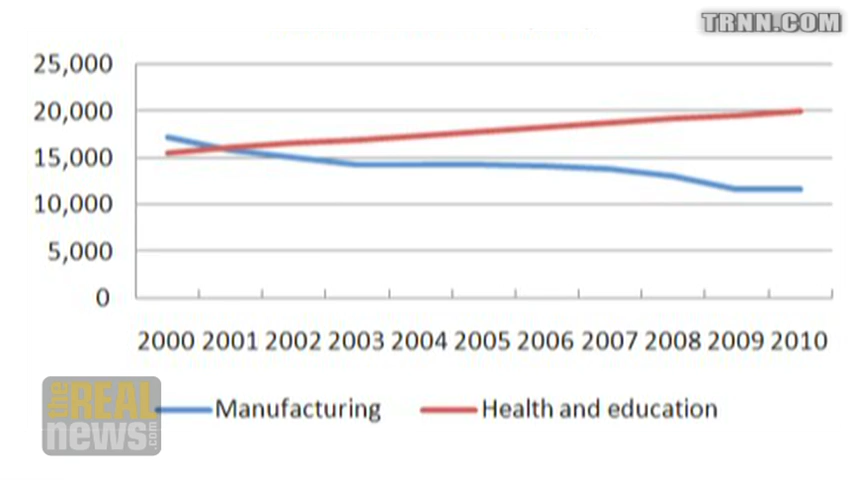 TRNN.COM
25,000
20,000
15,000
10,000
5,000
0
2000 2001 2002 2003 2004 2005 2006 2007 2008 2009 2010
Manufacturing Health and education
the
REAL
news.com